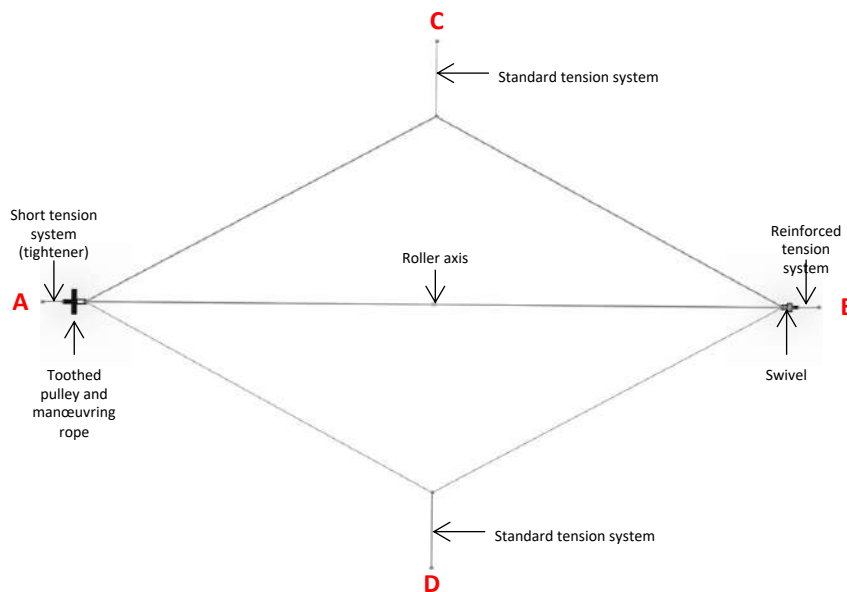 C
Standard tension system
Short tension
system
(tightener)
Roller axis
Reinforced
tension
system
A
B
Toothed
pulley and
manœuvring
rope
Swivel
Standard tension system
D